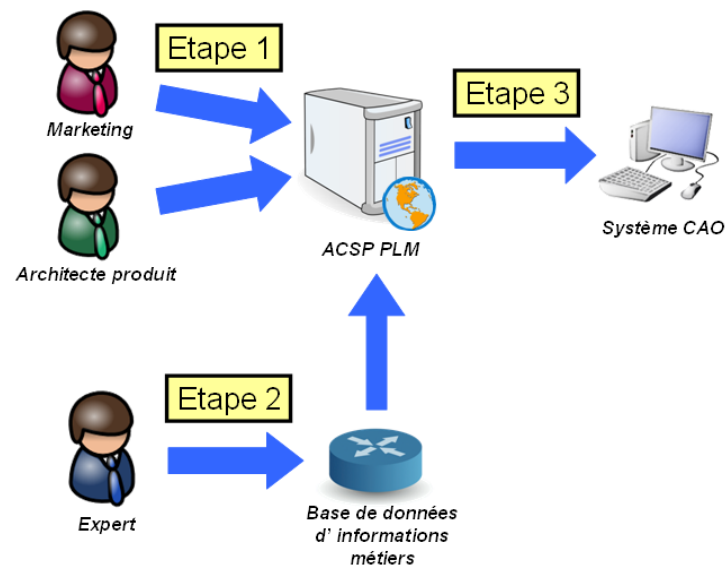 Etape 1
Marketing
Etape 3
Système CAO
Architecte produit
ACSP PLM
Etape 2
Expert
Base de données
d' informations
métiers